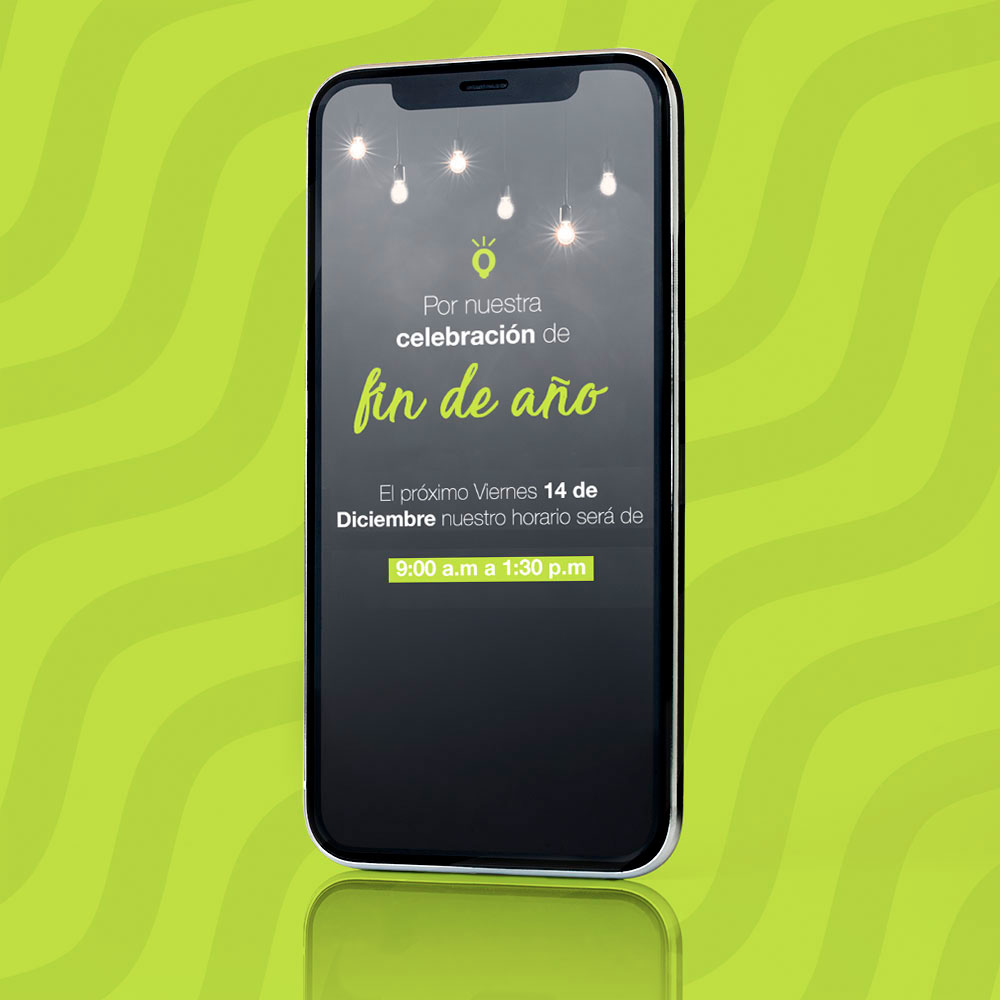 Por nuestra
celebración de
fin de año
El próximo Viernes 14 de
Diciembre nuestro horario será de
9:00 a.m a 1:30 p.m